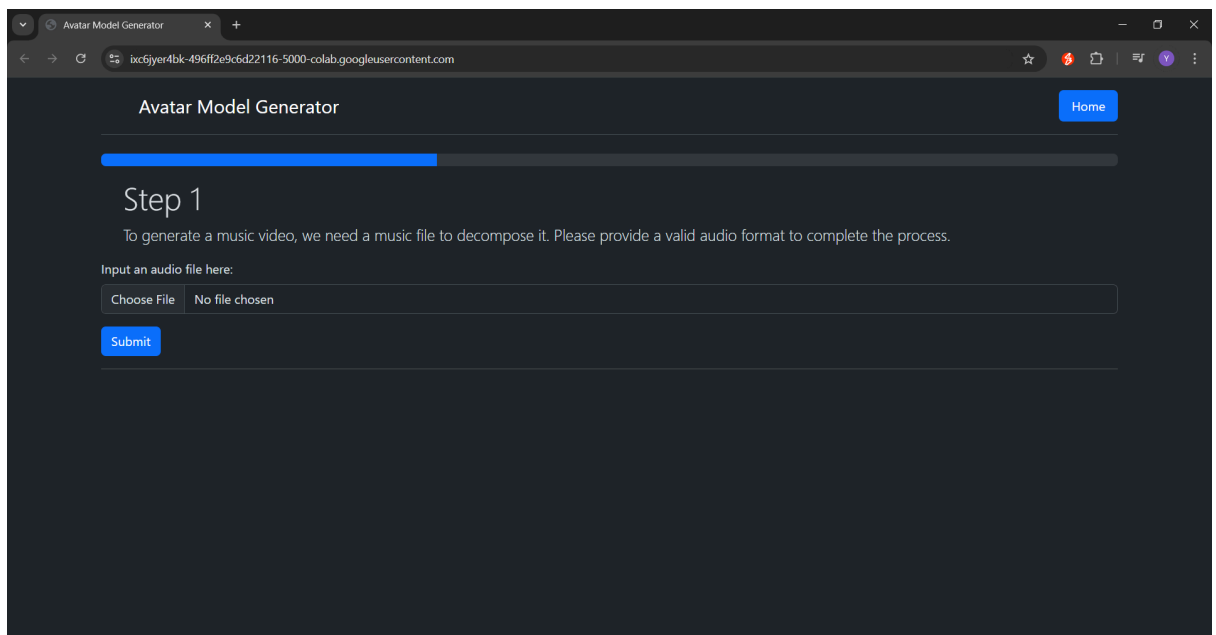 Avatar Model Generator
ixc6jyer4bk-496ff2e9c6d22116-5000-colab.googleusercontent.com
Y
Avatar Model Generator
Home
Step 1
To generate a music video, we need a music file to decompose it. Please provide a valid audio format to complete the process.
Input an audio file here:
Choose File No file chosen
Submit